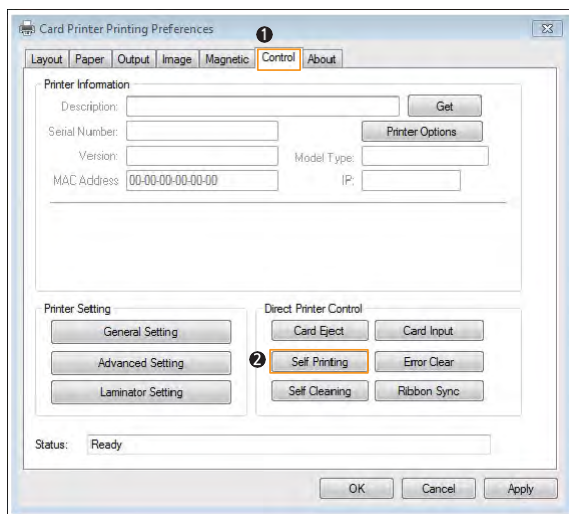 Card Printer Printing Preferences
❶
Layout Paper Output Image Magnetic Control About
Printer Information
Description: Get
Serial Number: Printer Options
Version: Model Type:
MAC Address 00-00-00-00-00-00 IP:
Printer Setting Direct Printer Control
General Setting Card Eject Card Input
Advanced Setting ❷ Self Printing Error Clear
Laminator Setting Self Cleaning Ribbon Sync
Status: Ready
OK Cancel Apply